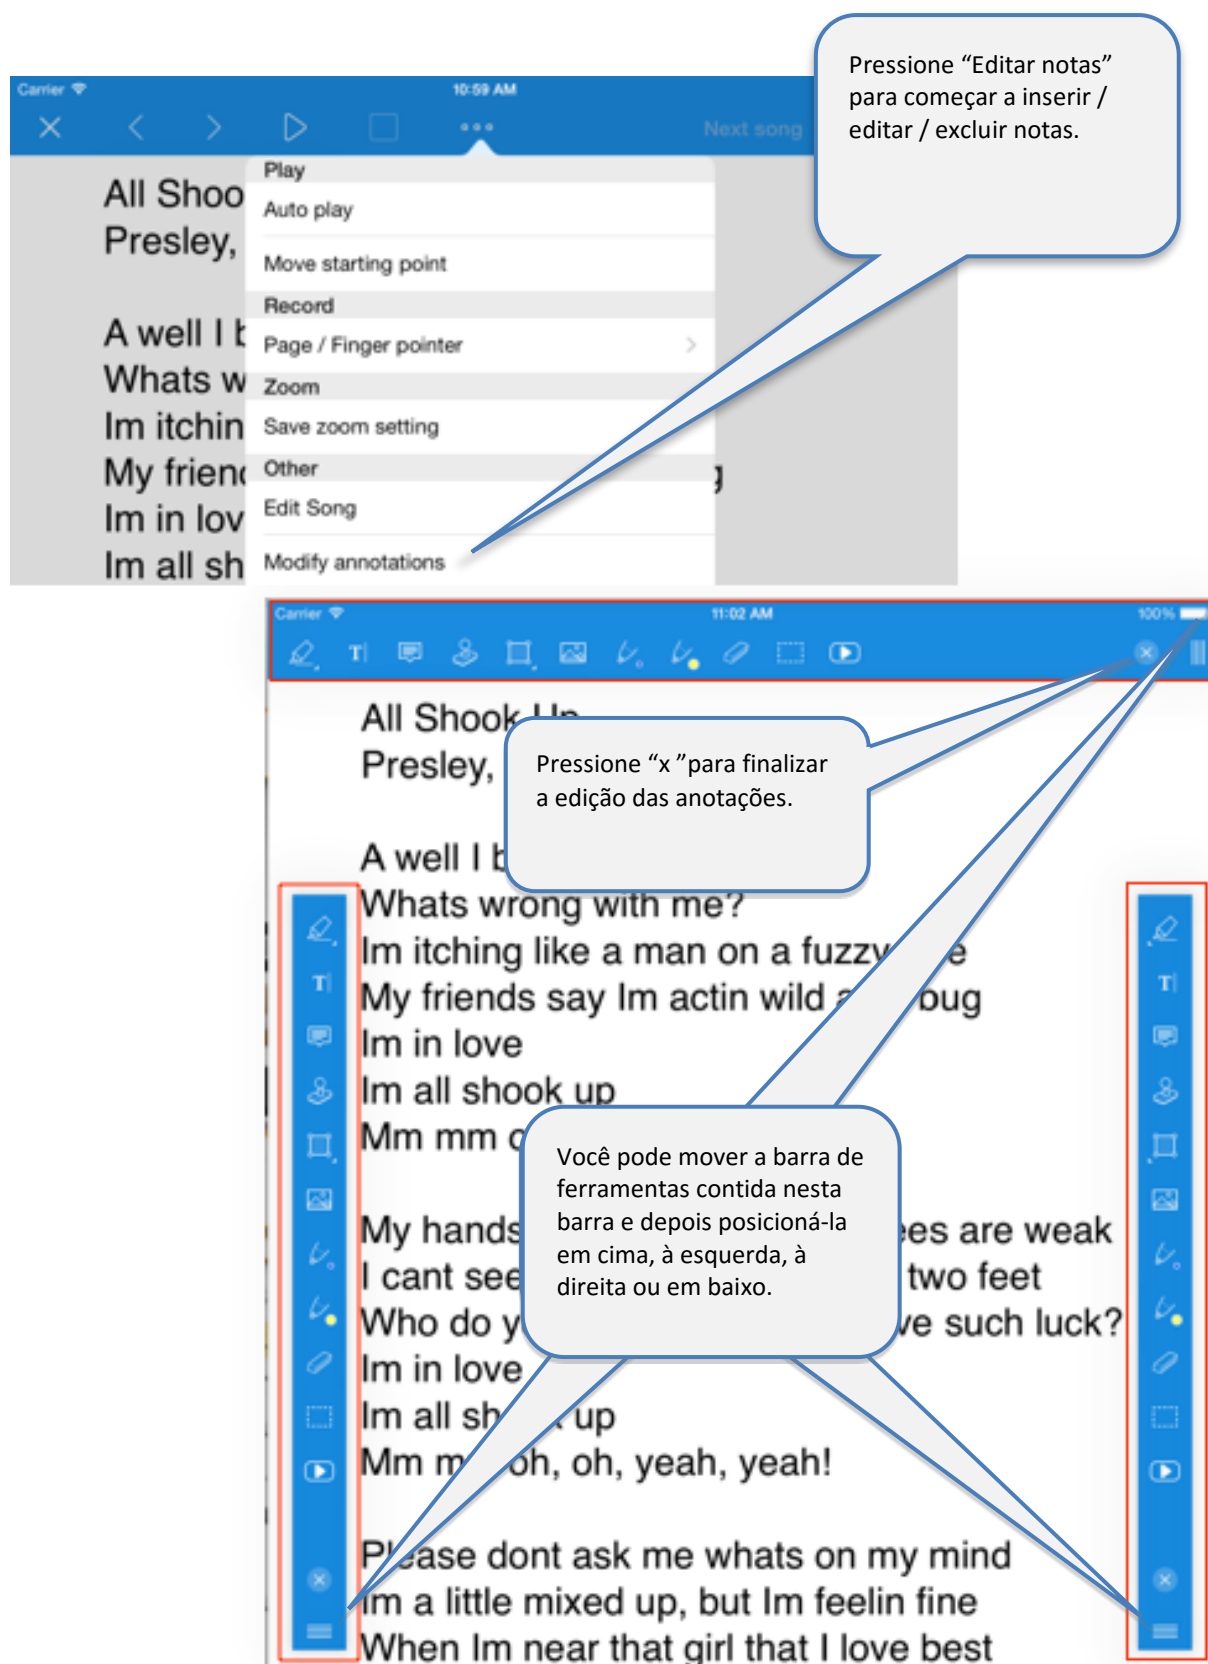 Pressione “Editar notas”
para começar a inserir /
editar / excluir notas.
Carrier
10:59 AM
Next song
All Shoo
Presley,
A well I b
Whats w
Im itchin
My friend
g
Im in lov
Im all sh
Play
Auto play
Move starting point
Record
Page / Finger pointer
Zoom
Save zoom setting
Other
Edit Song
Modify annotations
Carrier
11:02 AM
100%
T
All Shook Up
Presley,
Pressione “x ”para finalizar
a edição das anotações.
A well I b
Whats wrong with me?
Im itching like a man on a fuzzy e
My friends say Im actin wild a bug
Im in love
Im all shook up
Mm mm o
Você pode mover a barra de
ferramentas contida nesta
barra e depois posicioná-la
em cima, à esquerda, à
direita ou em baixo.
My hands ees are weak
I cant see two feet
Who do y ve such luck?
Im in love
Im all sh k up
Mm m oh, oh, yeah, yeah!
Please dont ask me whats on my mind
Im a little mixed up, but Im feelin fine
When Im near that girl that I love best
T
T